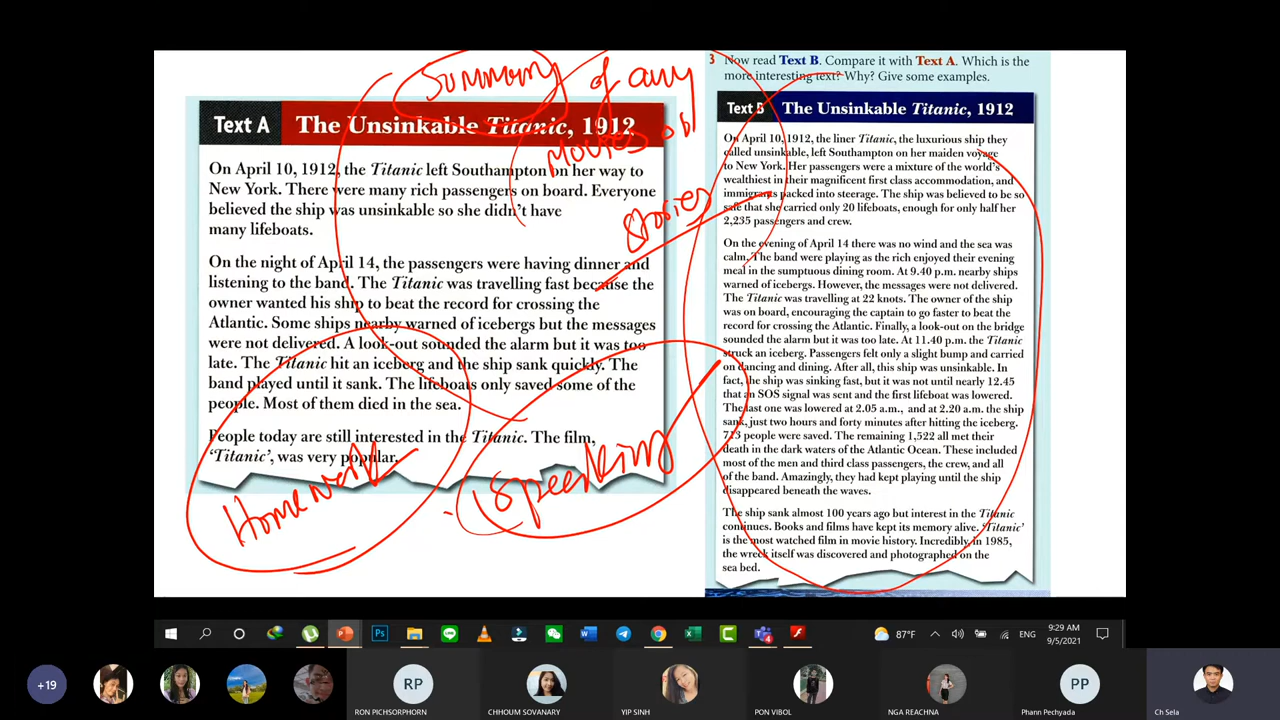 Summary of any
movies or
stories
Text A The Unsinkable Titanic, 1912
On April 10, 1912, the Titanic left Southampton on her way to
New York. There were many rich passengers on board. Everyone
believed the ship was unsinkable so she didn't have
many lifeboats.
On the night of April 14, the passengers were having dinner and
listening to the band. The Titanic was travelling fast because the
owner wanted his ship to beat the record for crossing the
Atlantic. Some ships nearby warned of icebergs but the messages
were not delivered. A look-out sounded the alarm but it was too
late. The Titanic hit an iceberg and the ship sank quickly. The
band played until it sank. The lifeboats only saved some of the
people. Most of them died in the sea.
People today are still interested in the Titanic. The film,
'Titanic', was very popular.
Homework
Speaking
3 Now read Text B. Compare it with Text A. Which is the
more interesting text? Why? Give some examples.
Text B The Unsinkable Titanic, 1912
On April 10, 1912, the liner Titanic, the luxurious ship they
called unsinkable, left Southampton on her maiden voyage
to New York. Her passengers were a mixture of the world's
wealthiest in their magnificent first class accommodation, and
immigrants packed into steerage. The ship was believed to be so
safe that she carried only 20 lifeboats, enough for only half her
2,235 passengers and crew.
On the evening of April 14 there was no wind and the sea was
calm. The band were playing as the rich enjoyed their evening
meal in the sumptuous dining room. At 9.40 p.m. nearby ships
warned of icebergs. However, the messages were not delivered.
The Titanic was travelling at 22 knots. The owner of the ship
was on board, encouraging the captain to go faster to beat the
record for crossing the Atlantic. Finally, a look-out on the bridge
sounded the alarm but it was too late. At 11.40 p.m. the Titanic
struck an iceberg. Passengers felt only a slight bump and carried
on dancing and dining. After all, this ship was unsinkable. In
fact, the ship was sinking fast, but it was not until nearly 12.45
that an SOS signal was sent and the first lifeboat was lowered.
The last one was lowered at 2.05 a.m., and at 2.20 a.m. the ship
sank, just two hours and forty minutes after hitting the iceberg.
713 people were saved. The remaining 1,522 all met their
death in the dark waters of the Atlantic Ocean. These included
most of the men and third class passengers, the crew, and all
of the band. Amazingly, they had kept playing until the ship
disappeared beneath the waves.
The ship sank almost 100 years ago but interest in the Titanic
continues. Books and films have kept its memory alive. 'Titanic'
is the most watched film in movie history. Incredibly, in 1985,
the wreck itself was discovered and photographed on the
sea bed.
87°F ENG 9:29 AM
9/5/2021
+19 RP PP
RON PICHSORPHORN CHHOUM SOVANARY YIP SINH PON VIBOL NGA REACHNA Phann Pechyada Ch Sela